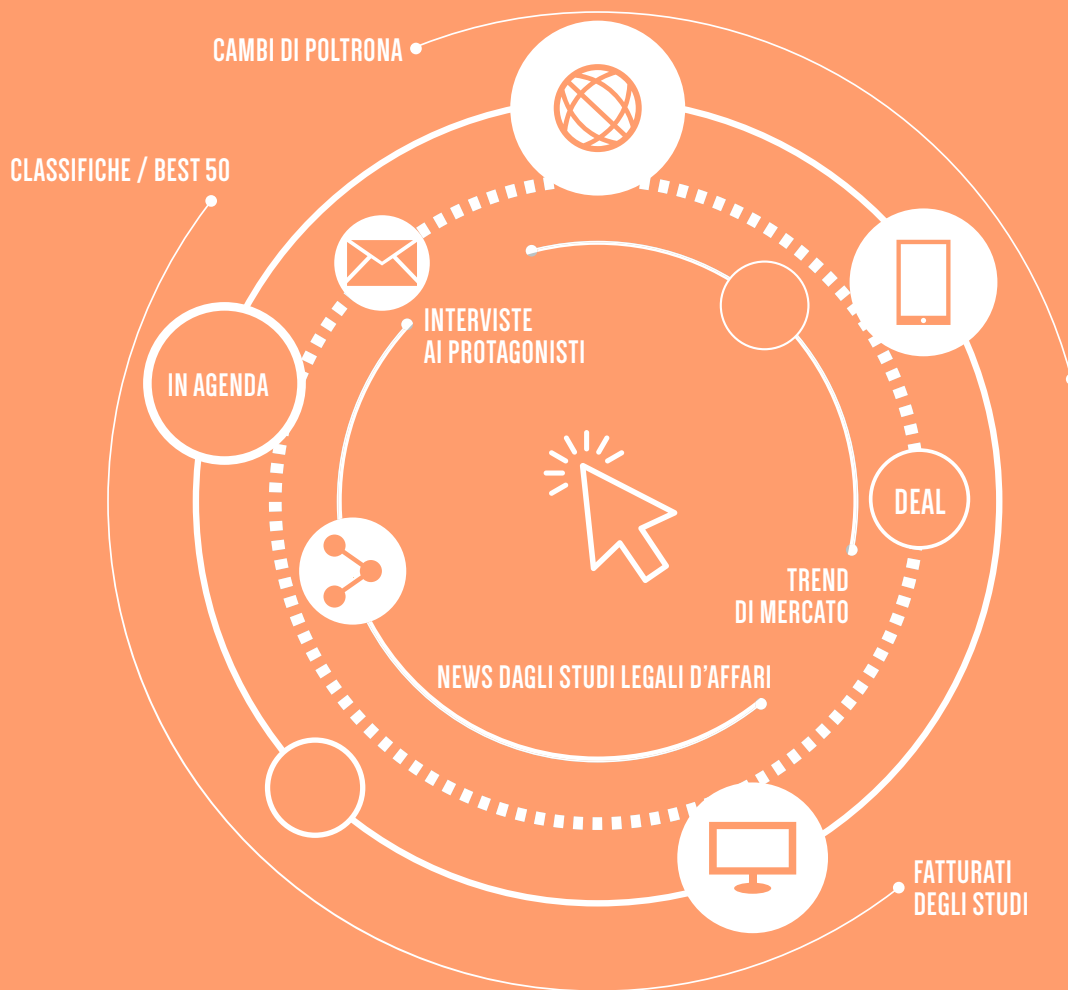 CAMBI DI POLTRONA
CLASSIFICHE / BEST 50
INTERVISTE
AI PROTAGONISTI
IN AGENDA
DEAL
TREND
DI MERCATO
NEWS DAGLI STUDI LEGALI D'AFFARI
FATTURATI
DEGLI STUDI